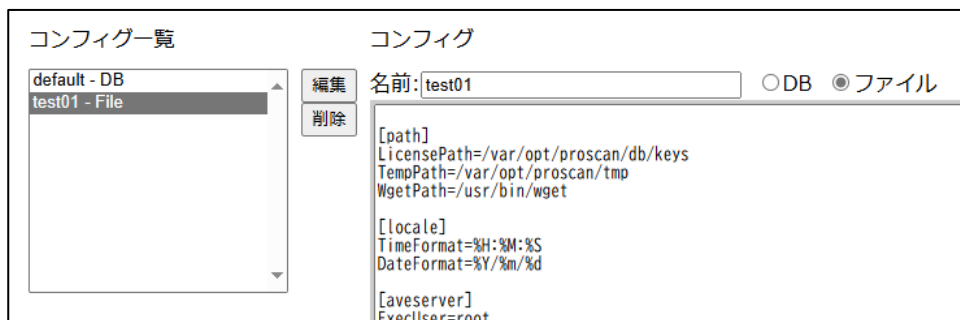 コンフィグ一覧
default - DB
test01 - File
編集
削除
コンフィグ
名前: test01 DB ファイル
[path]
LicensePath=/var/opt/proscan/db/keys
TempPath=/var/opt/proscan/tmp
WgetPath=/usr/bin/wget
[locale]
TimeFormat=%H:%M:%S
DateFormat=%Y/%m/%d
[aveserver]
ExecUser=root